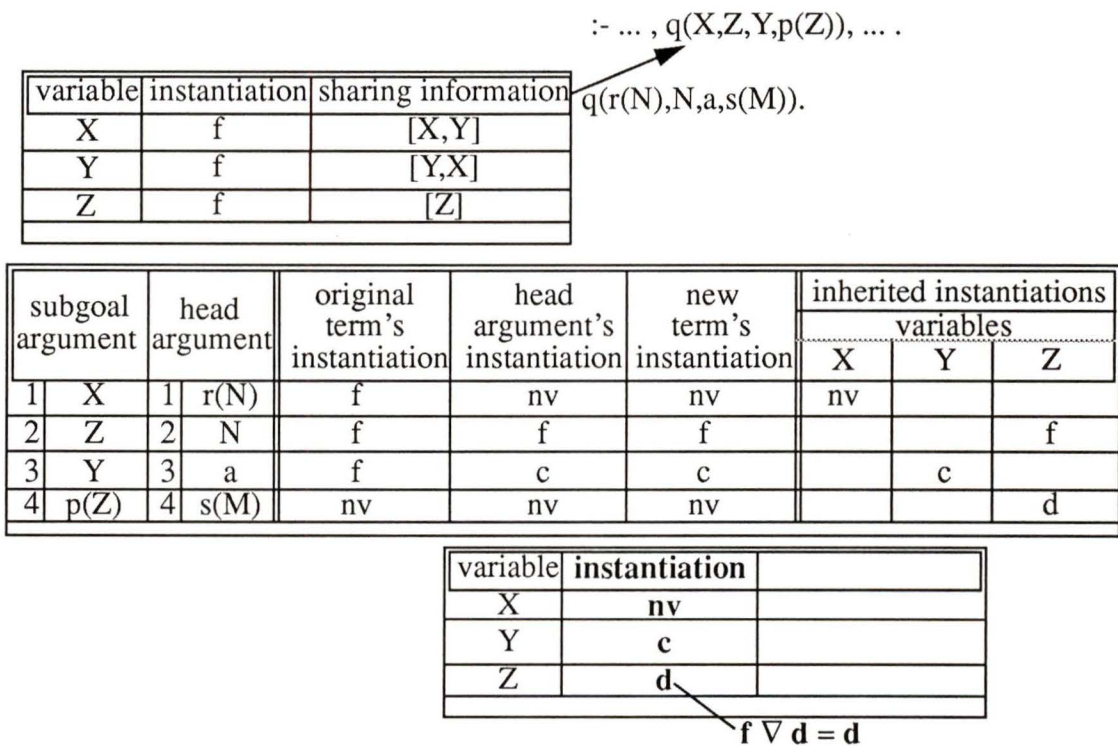 :- ... , q(X,Z,Y,p(Z)), ... .
q(r(N),N,a,s(M)).
variable instantiation sharing information
X f [X,Y]
Y f [Y,X]
Z f [Z]
subgoal argument head argument original term's instantiation head argument's instantiation new term's instantiation inherited instantiations
variables
X Y Z
1 X 1 r(N) f nv nv nv
2 Z 2 N f f f f
3 Y 3 a f c c c
4 p(Z) 4 s(M) nv nv nv d
variable instantiation
X nv
Y c
Z d
f ∇ d = d